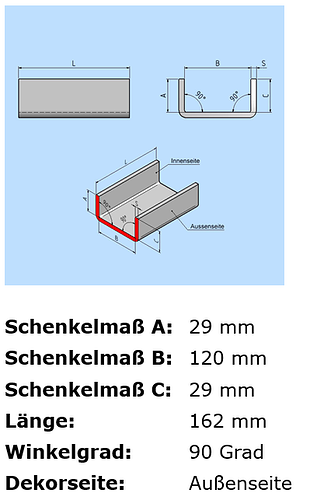 L
B
S
A
90°
90°
C
L
Innenseite
A
90°
90°
S
B
C
Aussenseite
Schenkelmaß A: 29 mm
Schenkelmaß B: 120 mm
Schenkelmaß C: 29 mm
Länge: 162 mm
Winkelgrad: 90 Grad
Dekorseite: Außenseite